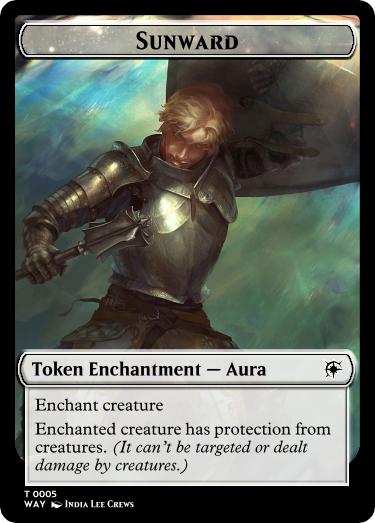 Sunward
Token Enchantment — Aura
Enchant creature
Enchanted creature has protection from
creatures. (It can't be targeted or dealt
damage by creatures.)
T 0005
WAY India Lee Crews